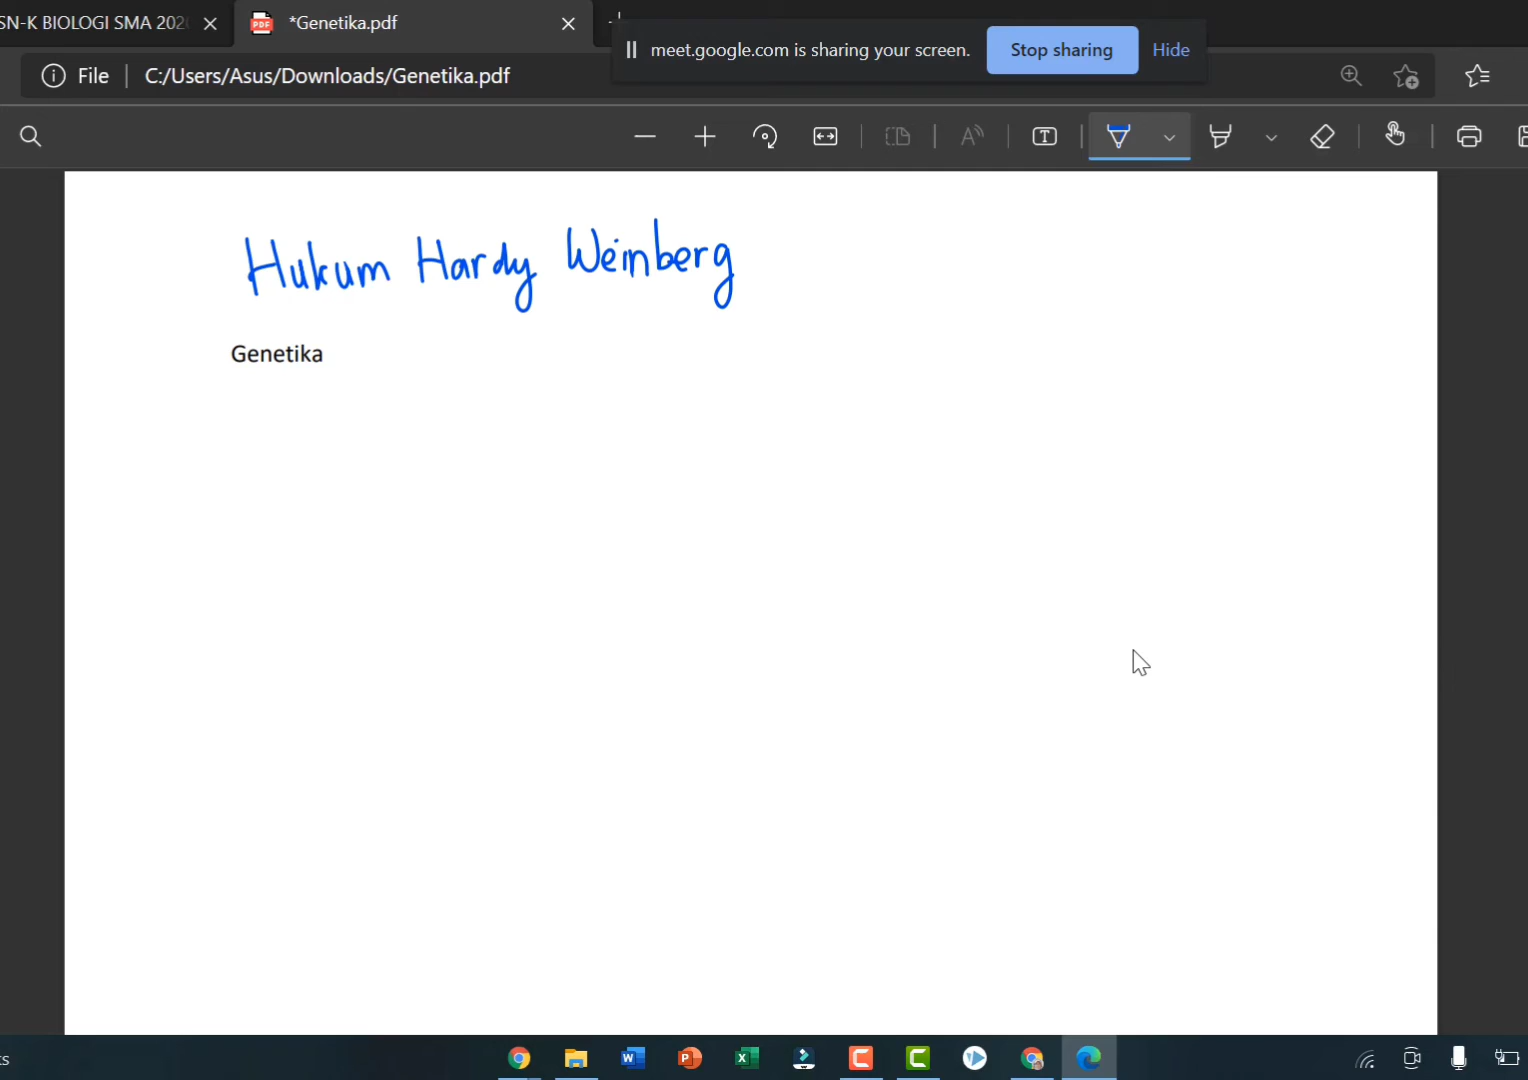 SN-K BIOLOGI SMA 202
*Genetika.pdf
meet.google.com is sharing your screen.
Stop sharing
Hide
File
C:/Users/Asus/Downloads/Genetika.pdf
Hukum Hardy Weinberg
Genetika